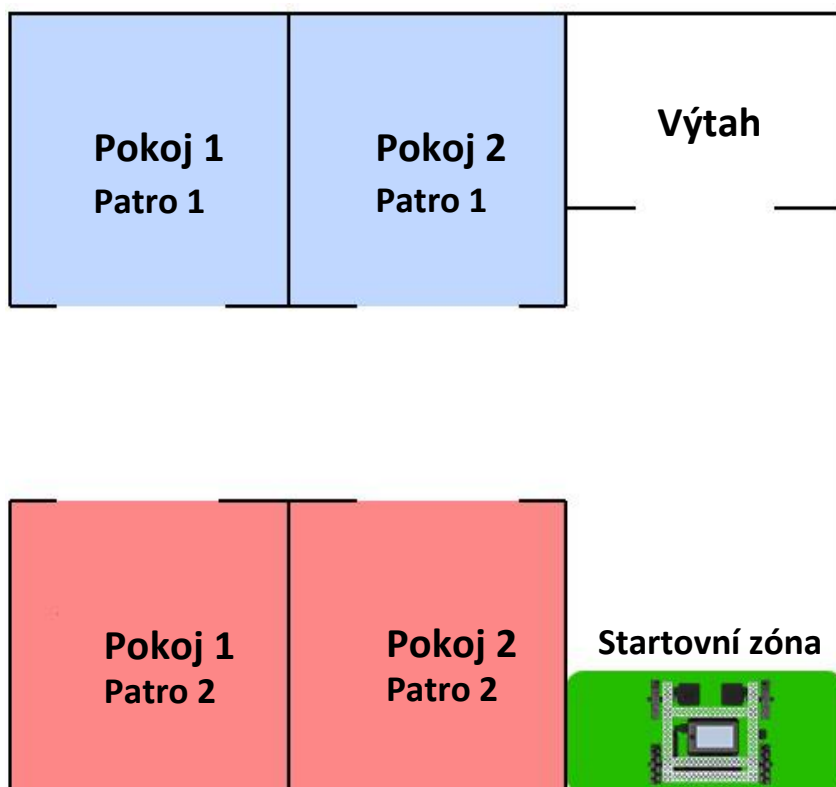 Pokoj 1
Patro 1
Pokoj 2
Patro 1
Výtah
Pokoj 1
Patro 2
Pokoj 2
Patro 2
Startovní zóna